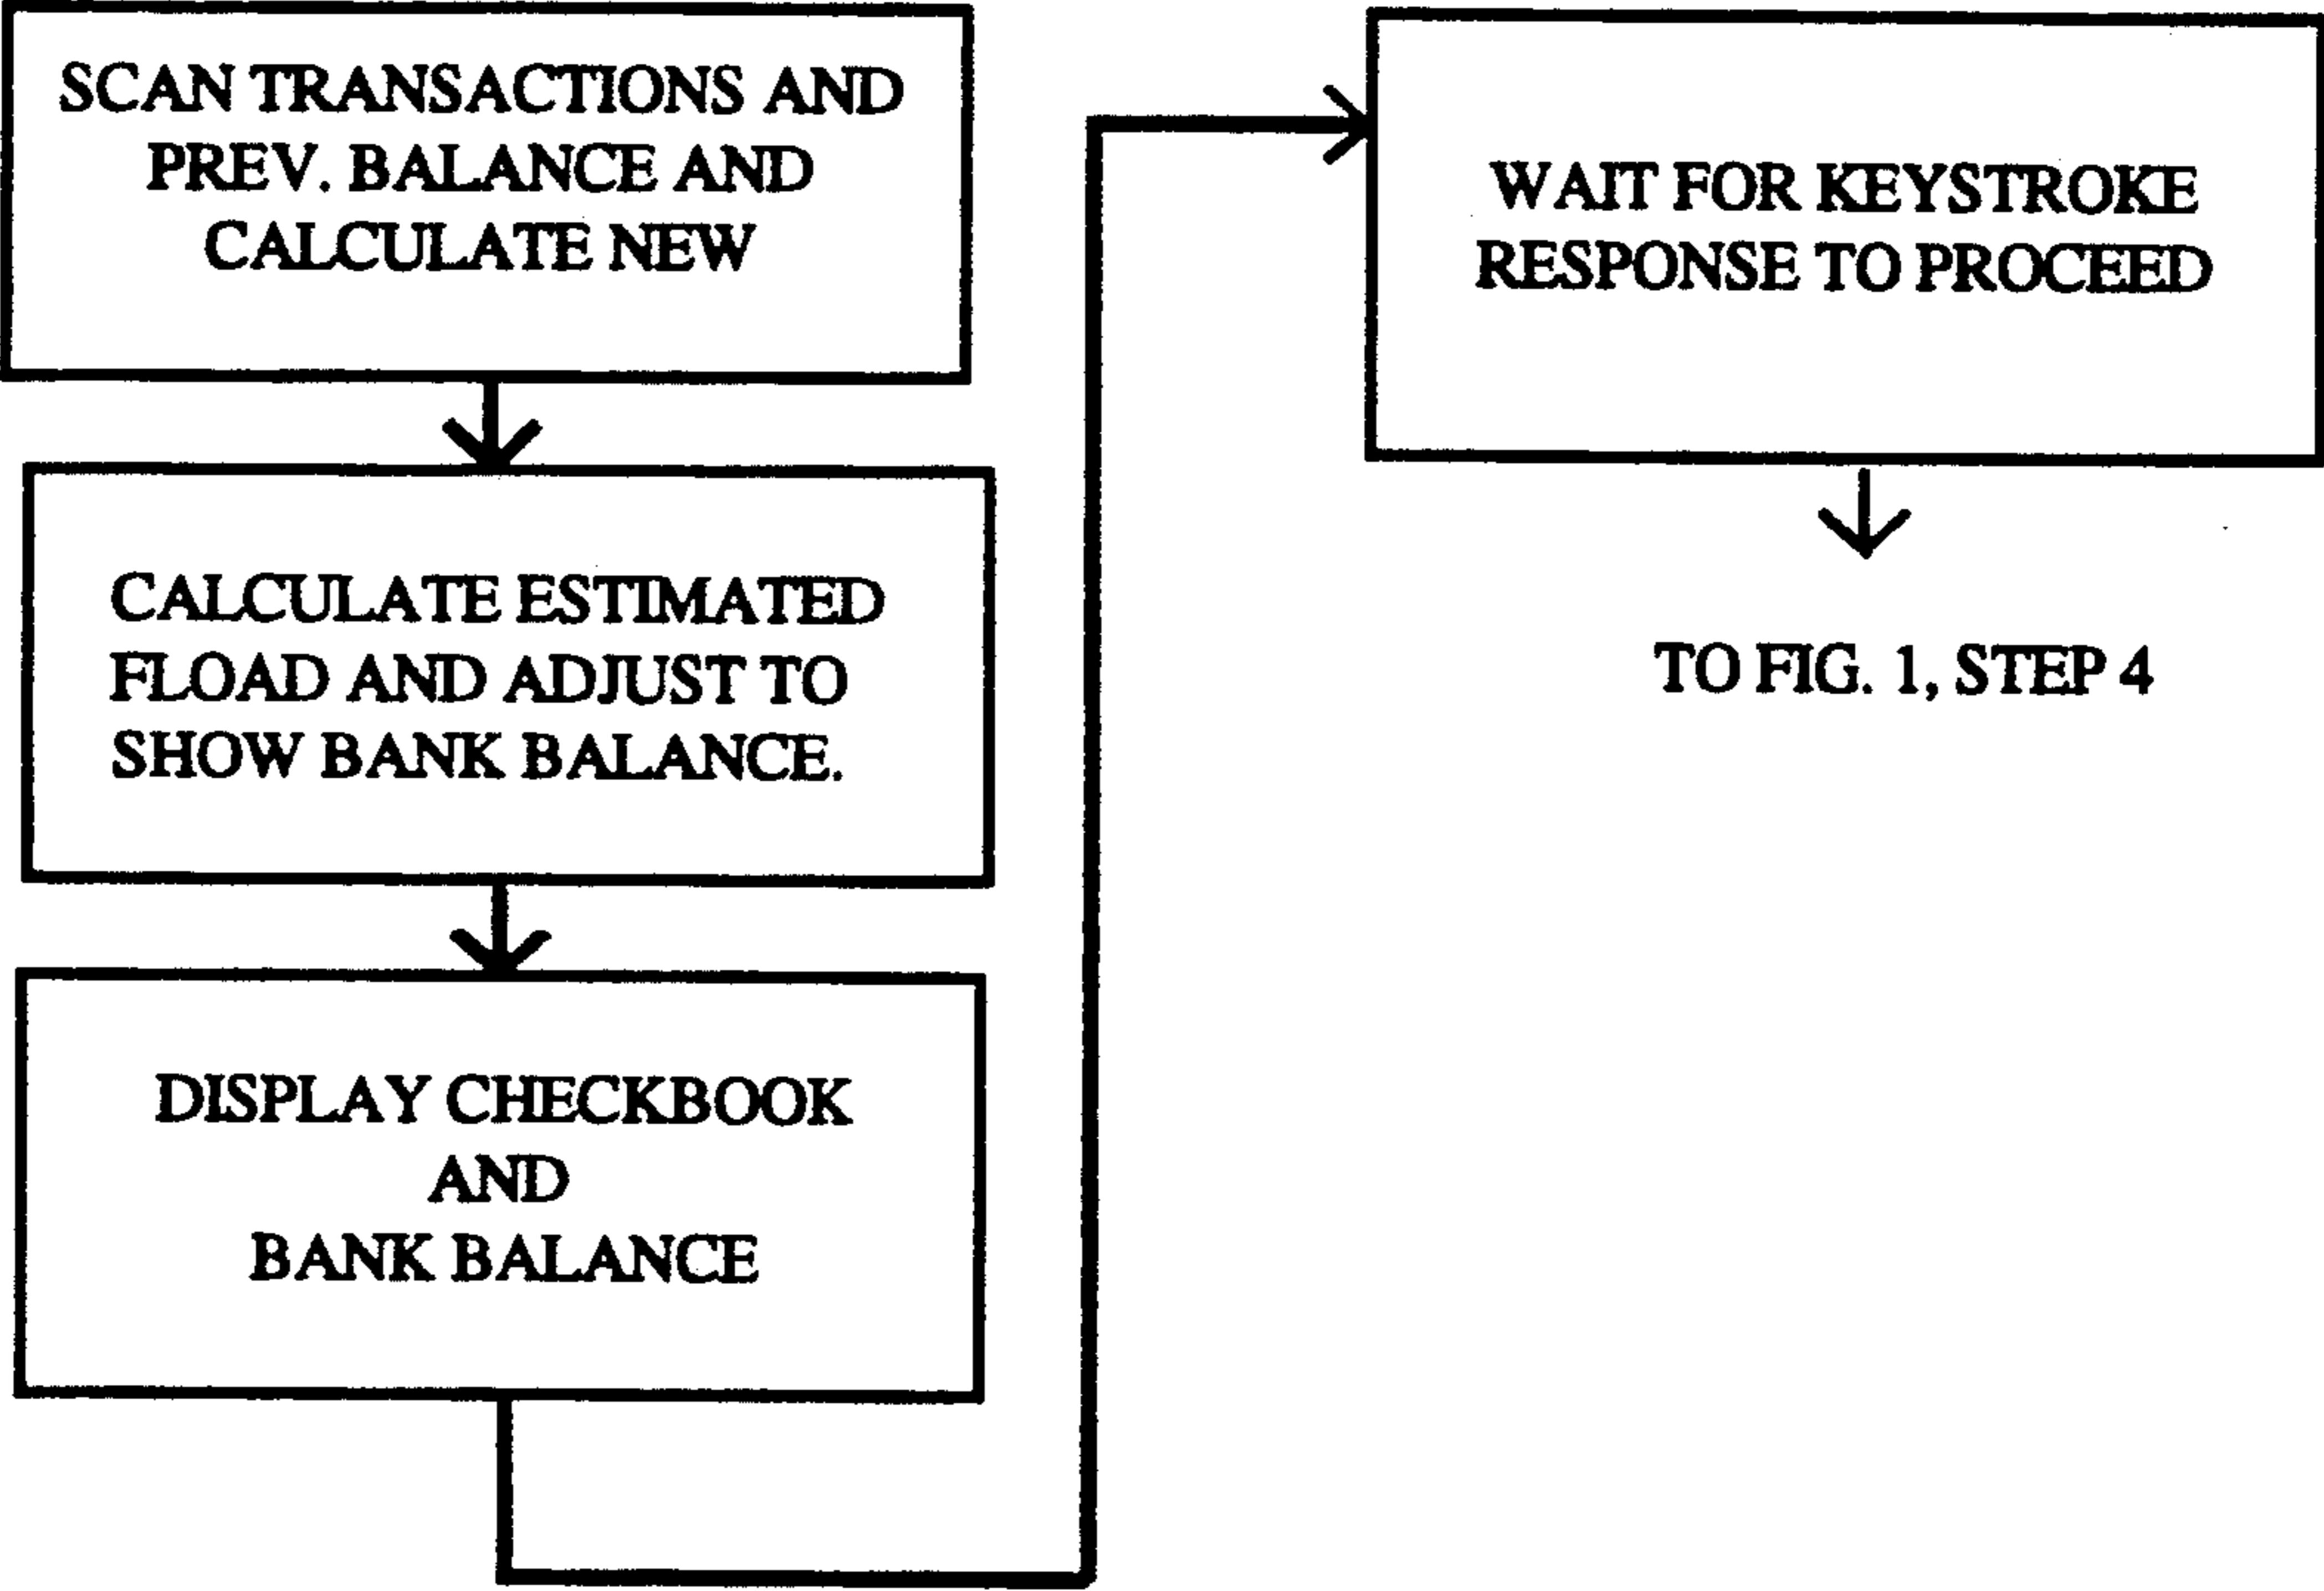 SCAN TRANSACTIONS AND
PREV. BALANCE AND
CALCULATE NEW
CALCULATE ESTIMATED
FLOAD AND ADJUST TO
SHOW BANK BALANCE.
DISPLAY CHECKBOOK
AND
BANK BALANCE
WAIT FOR KEYSTROKE
RESPONSE TO PROCEED
TO FIG. 1, STEP 4